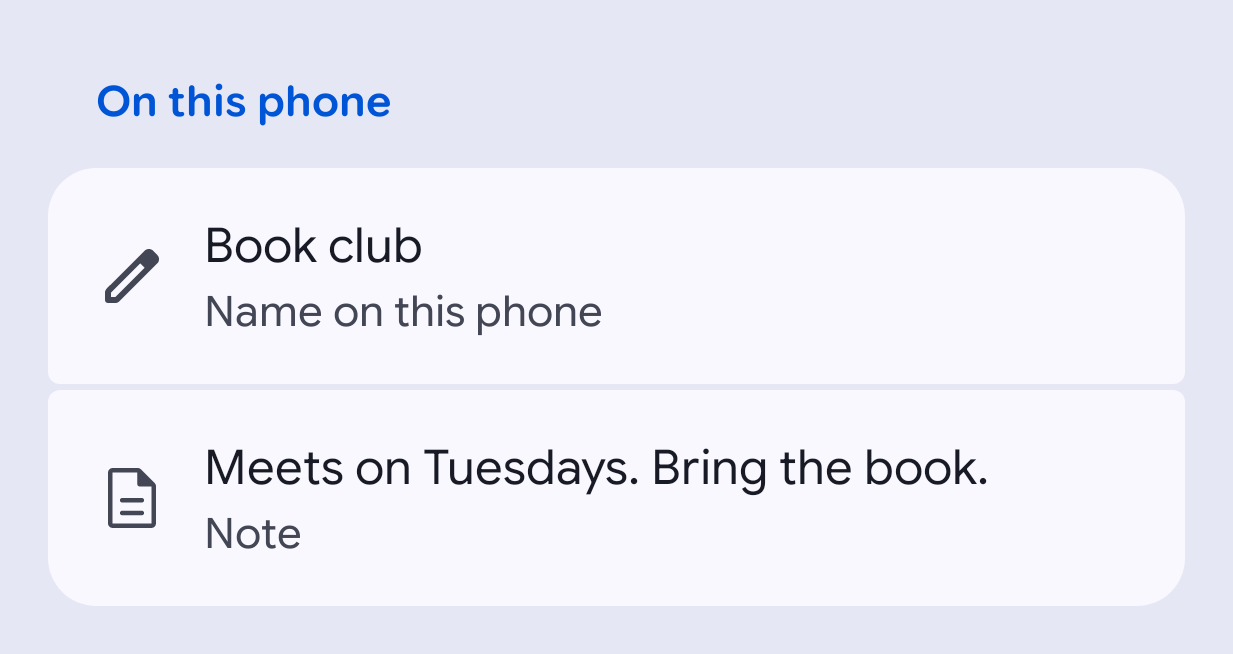 On this phone
Book club
Name on this phone
Meets on Tuesdays. Bring the book.
Note